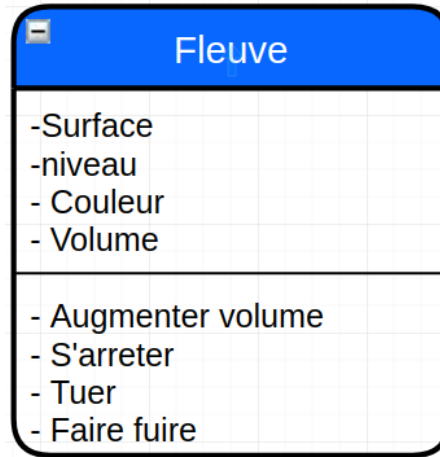 Fleuve
-Surface
-niveau
- Couleur
- Volume
- Augmenter volume
- S'arreter
- Tuer
- Faire fuire